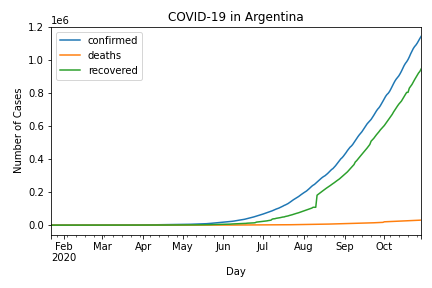 COVID-19 in Argentina
1e6
1.2
1.0
0.8
0.6
0.4
0.2
0.0
Number of Cases
confirmed
deaths
recovered
Feb Mar Apr May Jun Jul Aug Sep Oct
2020
Day